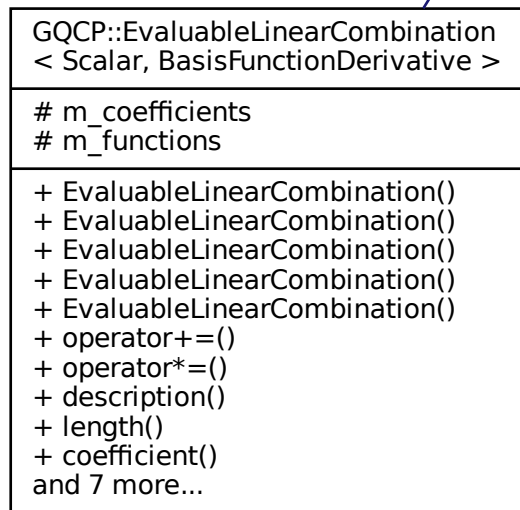 GQCP::EvaluableLinearCombination
< Scalar, BasisFunctionDerivative >
# m_coefficients
# m_functions
+ EvaluableLinearCombination()
+ EvaluableLinearCombination()
+ EvaluableLinearCombination()
+ EvaluableLinearCombination()
+ EvaluableLinearCombination()
+ operator+=()
+ operator*=()
+ description()
+ length()
+ coefficient()
and 7 more...